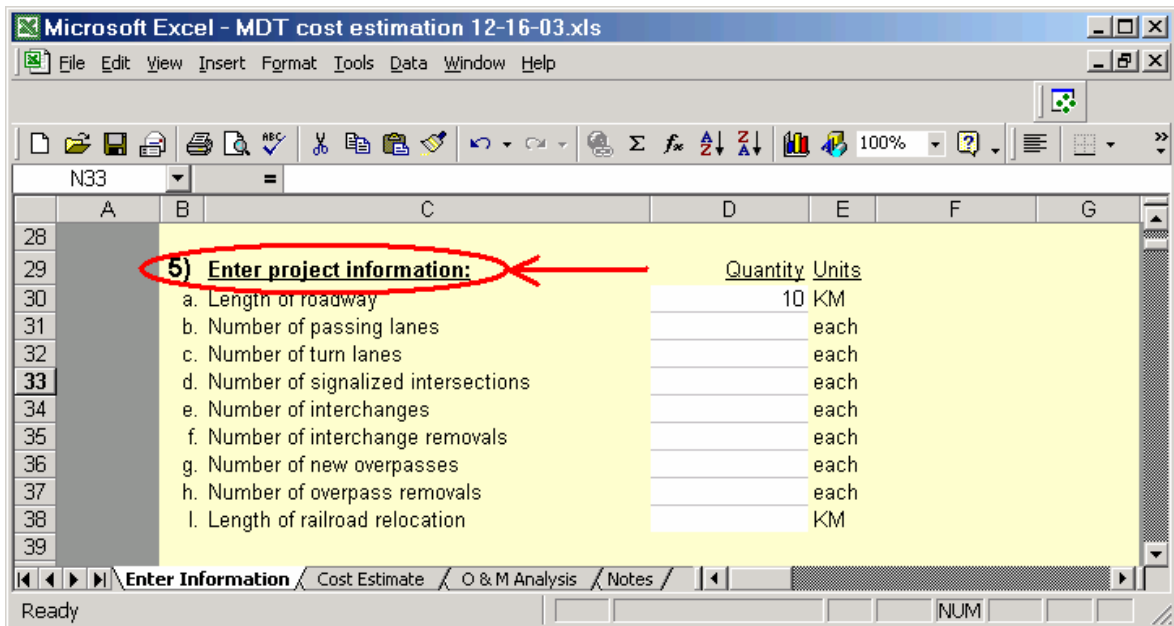 Microsoft Excel - MDT cost estimation 12-16-03.xls
File Edit View Insert Format Tools Data Window Help
ABC Σ fx A Z Z A 100% ?
N33 =
A B C D E F G
28
29 5) Enter project information: Quantity Units
30 a. Length of roadway 10 KM
31 b. Number of passing lanes each
32 c. Number of turn lanes each
33 d. Number of signalized intersections each
34 e. Number of interchanges each
35 f. Number of interchange removals each
36 g. Number of new overpasses each
37 h. Number of overpass removals each
38 l. Length of railroad relocation KM
39
Enter Information Cost Estimate O & M Analysis Notes
Ready NUM